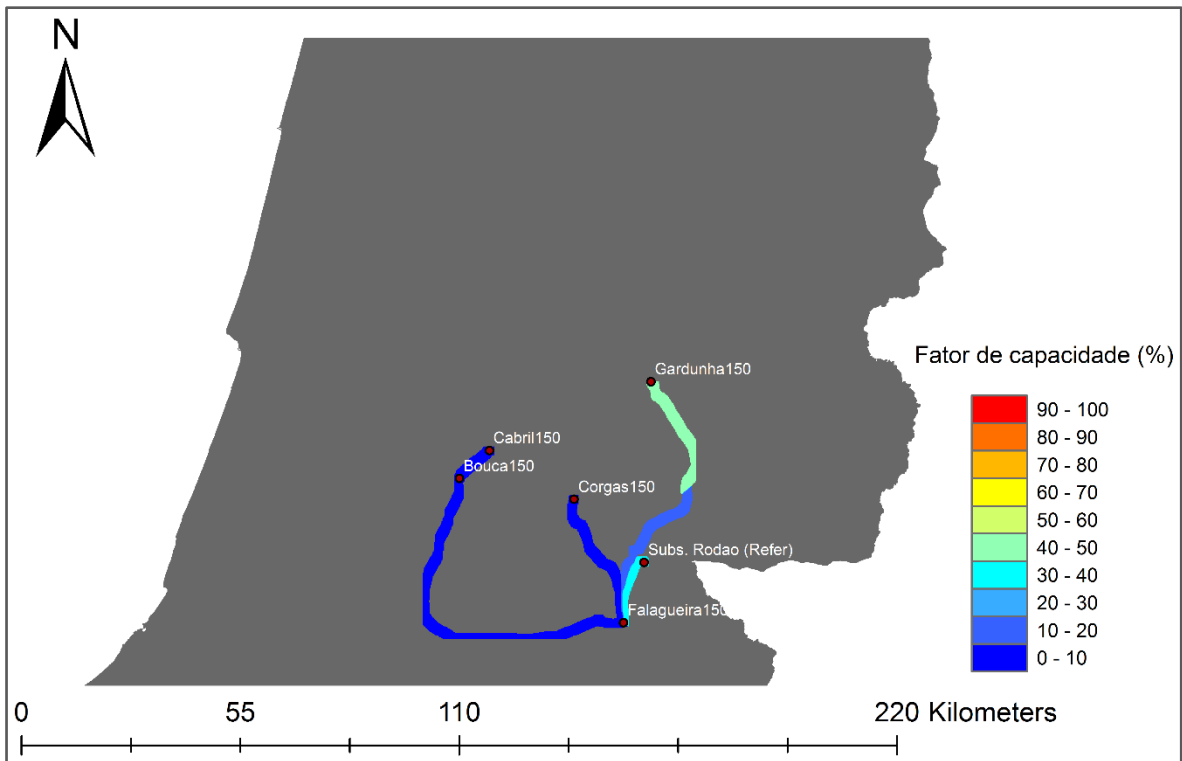 N
Gardunha150
Cabril150
Bouca150
Corgas150
Subs. Rodao (Refer)
Falagueira150
Fator de capacidade (%)
90 - 100
80 - 90
70 - 80
60 - 70
50 - 60
40 - 50
30 - 40
20 - 30
10 - 20
0 - 10
0 55 110 220 Kilometers